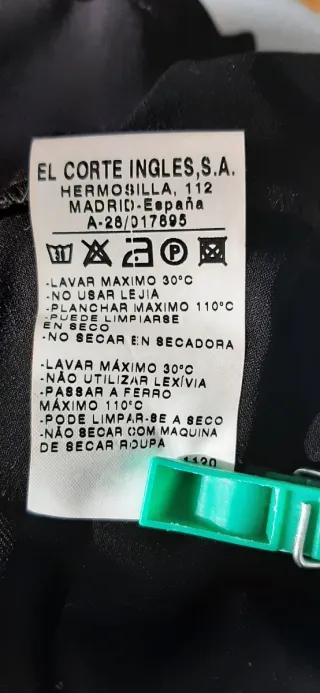 EL CORTE INGLES,S.A.
HERMOSILLA, 112
MADRID-España
A-28/017895
-LAVAR MAXIMO 30°C
-NO USAR LEJIA
-PLANCHAR MAXIMO 110°C
-PUEDE LIMPIARSE
EN SECO
-NO SECAR EN SECADORA
-LAVAR MÁXIMO 30°C
-NÃO UTILIZAR LEXÍVIA
-PASSAR A FERRO
MÁXIMO 110°C
-PODE LIMPAR-SE A SECO
-NÃO SECAR COM MAQUINA
DE SECAR ROUPA